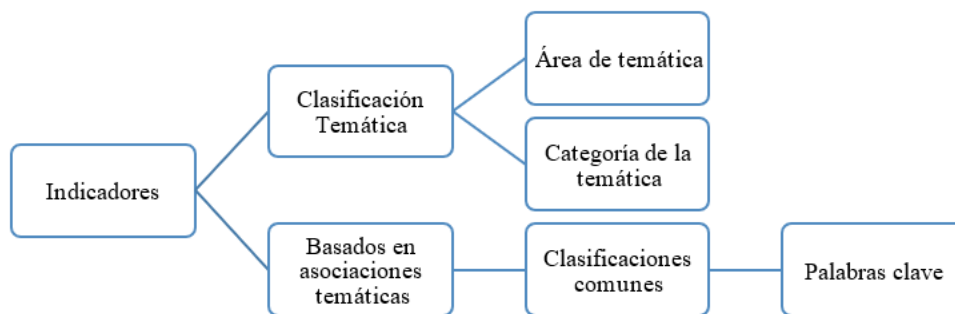 Indicadores
Clasificación
Temática
Área de temática
Categoría de la
temática
Basados en
asociaciones
temáticas
Clasificaciones
comunes
Palabras clave